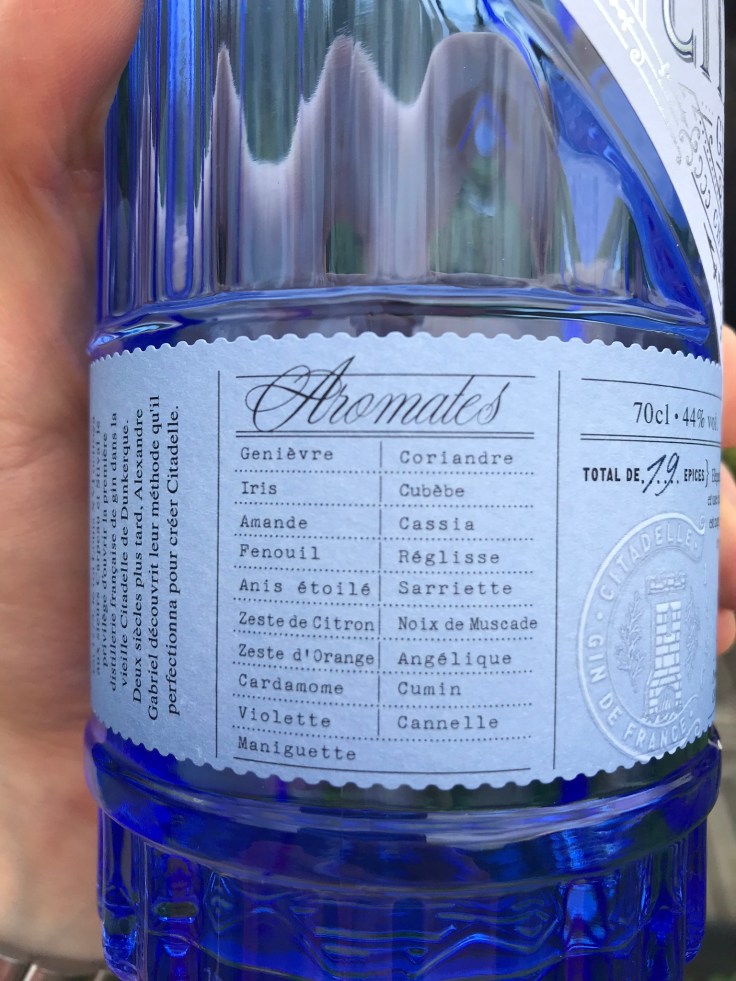 privilège d'ouvrir la première
distillerie française de gin dans la
vieille Citadelle de Dunkerque.
Deux siècles plus tard, Alexandre
Gabriel découvrit leur méthode qu'il
perfectionna pour créer Citadelle.
Aromates
Genièvre Coriandre
Iris Cubèbe
Amande Cassia
Fenouil Réglisse
Anis étoilé Sarriette
Zeste de Citron Noix de Muscade
Zeste d'Orange Angélique
Cardamome Cumin
Violette Cannelle
Maniguette
70cl • 44% vol.
TOTAL DE .19. EPICES
CITADELLE
GIN DE FRANCE